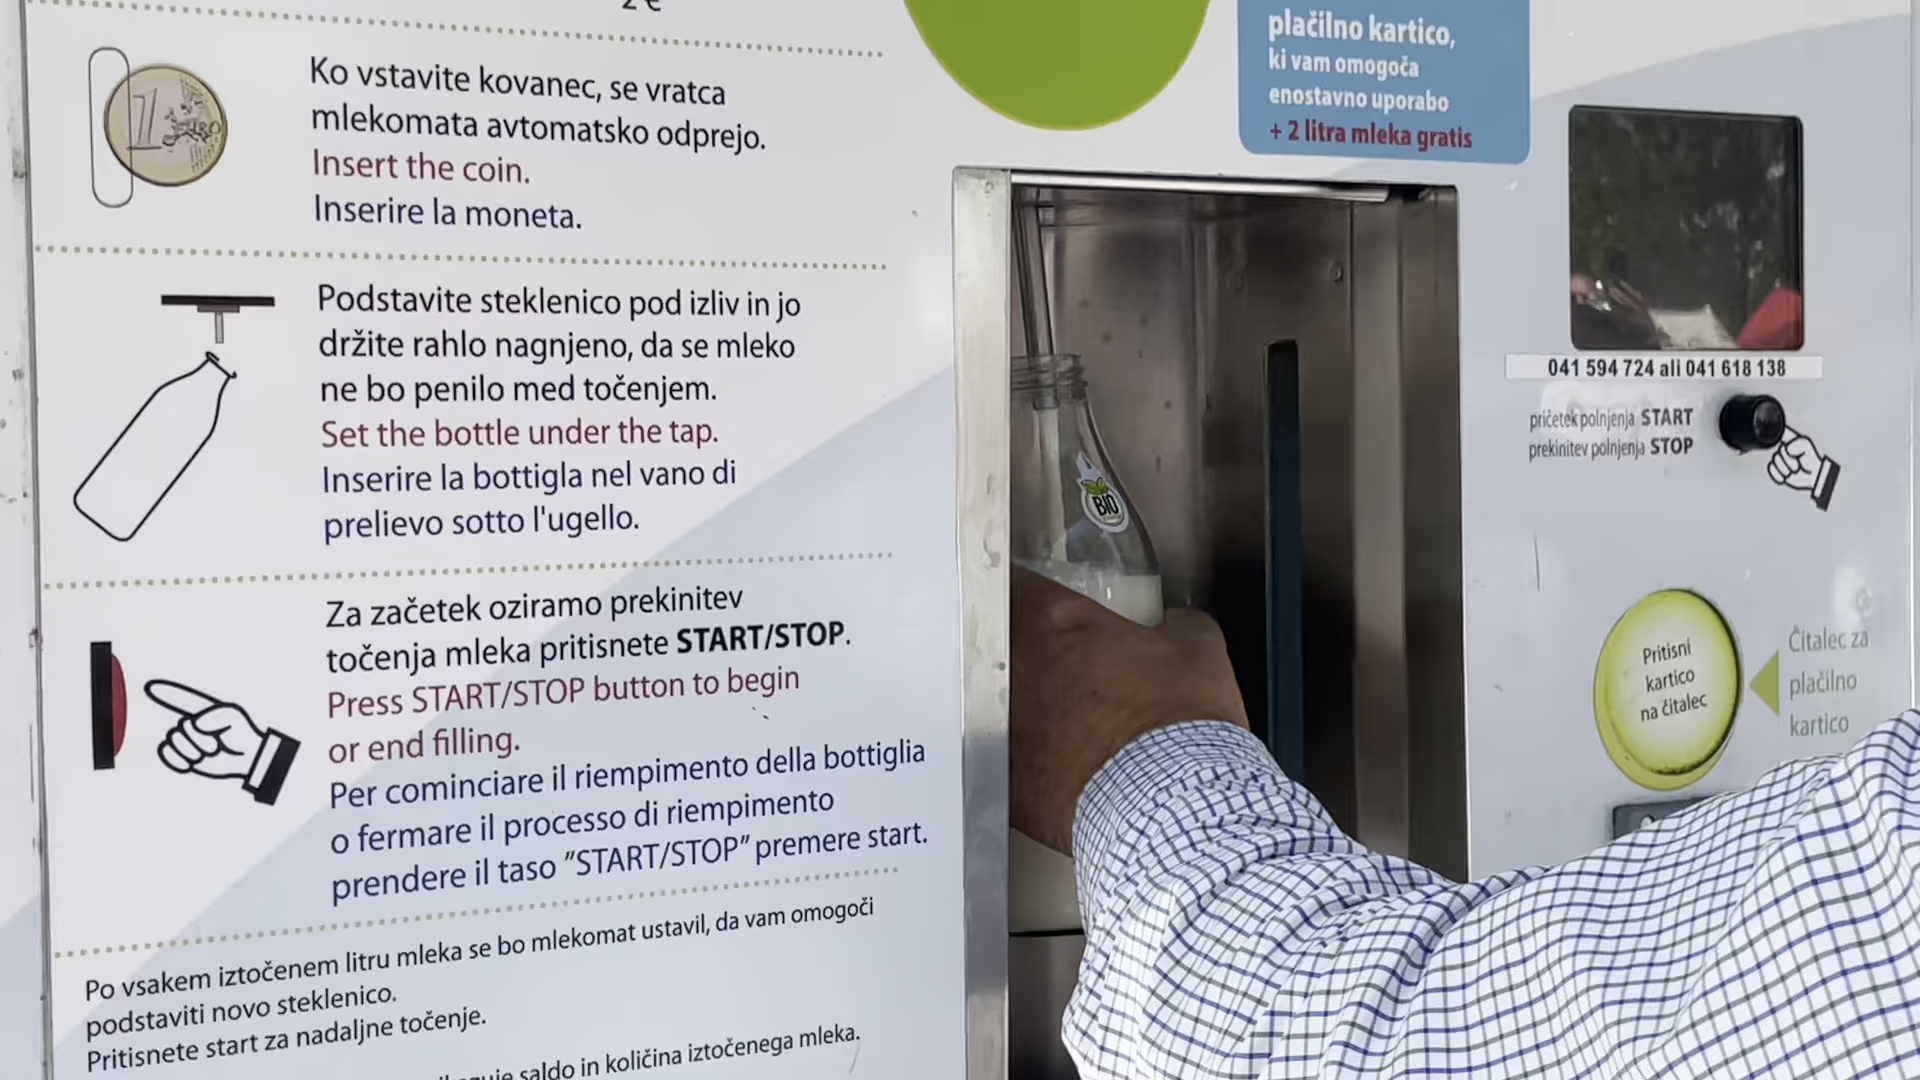 2 €
Ko vstavite kovanec, se vratca
mlekomata avtomatsko odprejo.
Insert the coin.
Inserire la moneta.
1 EURO
Podstavite steklenico pod izliv in jo
držite rahlo nagnjeno, da se mleko
ne bo penilo med točenjem.
Set the bottle under the tap.
Inserire la bottigla nel vano di
prelievo sotto l'ugello.
Za začetek oziramo prekinitev
točenja mleka pritisnete START/STOP.
Press START/STOP button to begin
or end filling.
Per cominciare il riempimento della bottiglia
o fermare il processo di riempimento
prendere il taso "START/STOP" premere start.
Po vsakem iztočenem litru mleka se bo mlekomat ustavil, da vam omogoči
podstaviti novo steklenico.
Pritisnete start za nadaljne točenje.
saldo in količina iztočenega mleka.
plačilno kartico,
ki vam omogoča
enostavno uporabo
+ 2 litra mleka gratis
BIO
041 594 724 ali 041 618 138
pričetek polnjenja START
prekinitev polnjenja STOP
Pritisni
kartico
na čitalec
Čitalec za
plačilno
kartico